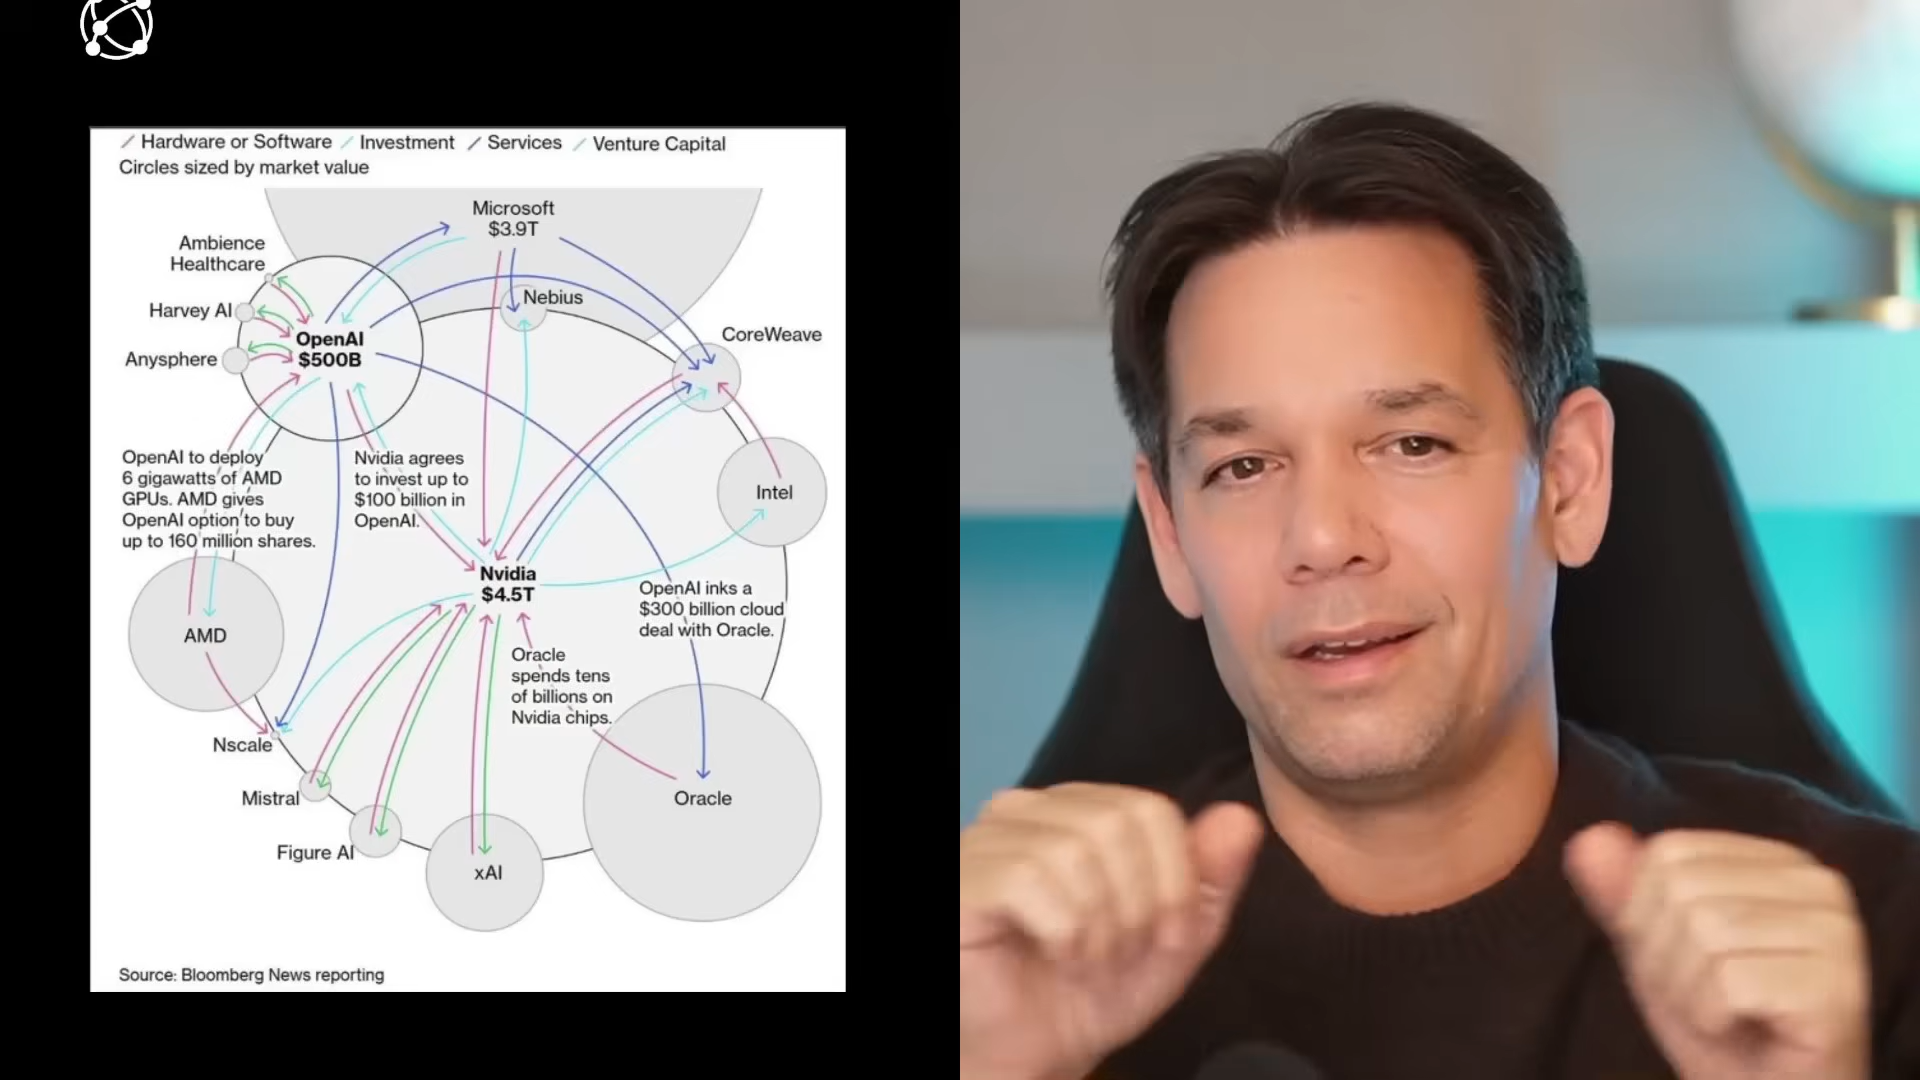 Hardware or Software Investment Services Venture Capital
Circles sized by market value
Microsoft
$3.9T
Ambience
Healthcare
Harvey AI
Anysphere
OpenAI
$500B
Nebius
CoreWeave
Intel
OpenAI to deploy
6 gigawatts of AMD
GPUs. AMD gives
OpenAI option to buy
up to 160 million shares.
Nvidia agrees
to invest up to
$100 billion in
OpenAI.
Nvidia
$4.5T
OpenAI inks a
$300 billion cloud
deal with Oracle.
AMD
Oracle
spends tens
of billions on
Nvidia chips.
Nscale
Mistral
Figure AI
xAI
Oracle
Source: Bloomberg News reporting